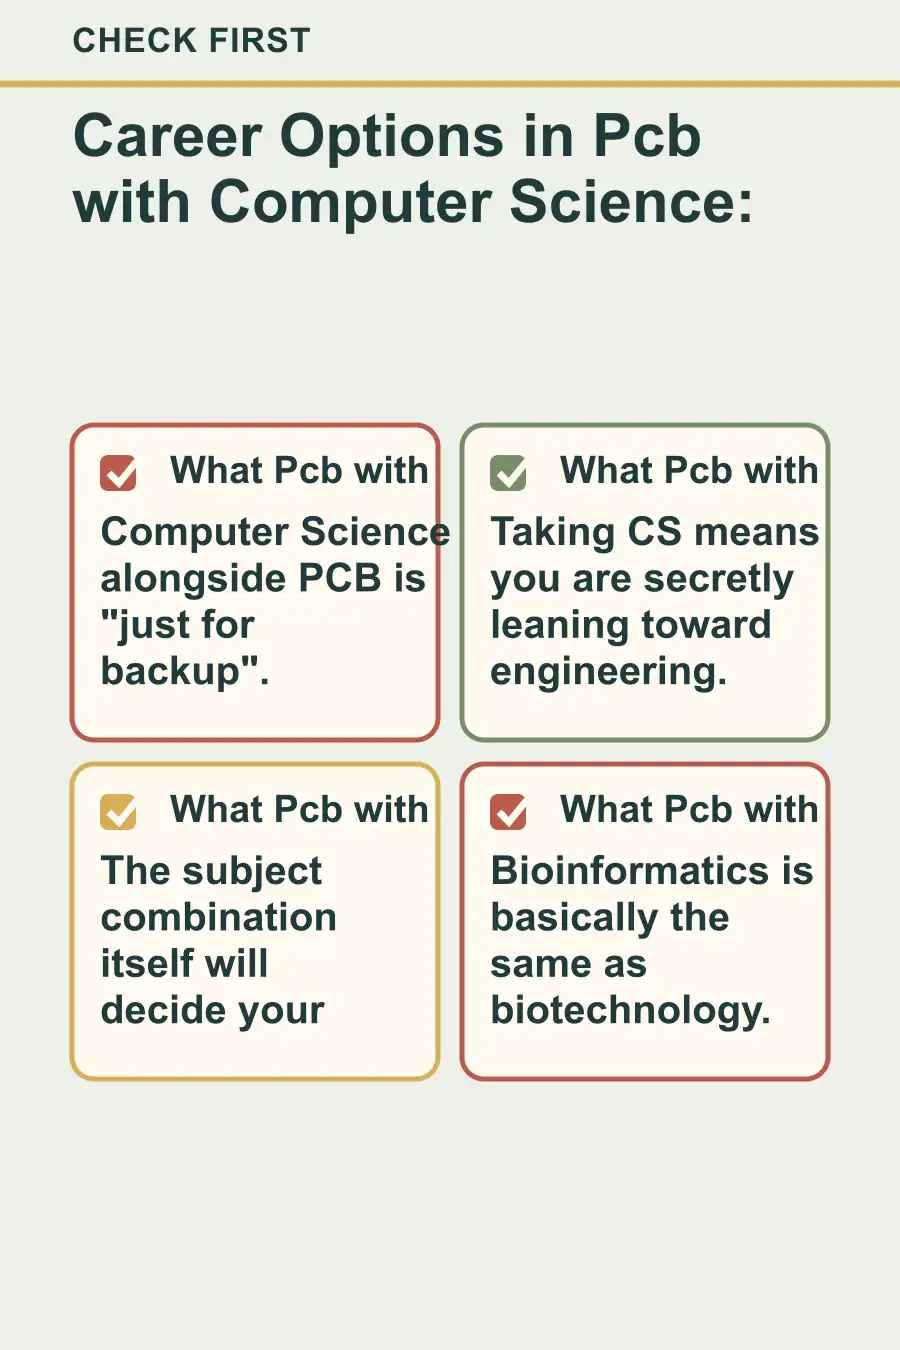 CHECK FIRST
Career Options in Pcb
with Computer Science:
What Pcb with
Computer Science
alongside PCB is
"just for
backup".
What Pcb with
Taking CS means
you are secretly
leaning toward
engineering.
What Pcb with
The subject
combination
itself will
decide your
What Pcb with
Bioinformatics is
basically the
same as
biotechnology.